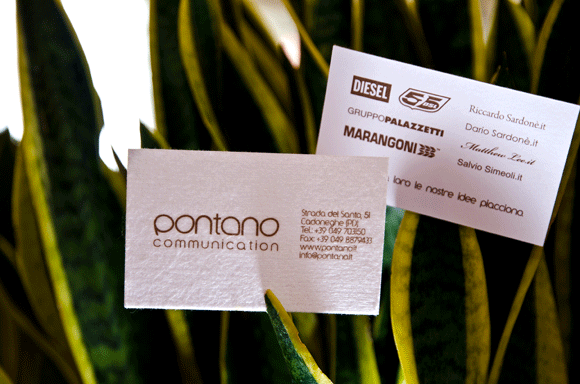 pontano
communication
Strada del Santo, 51
Cadoneghe (PD)
Tel.: +39 049 703150
Fax: +39 049 8879433
www.pontano.it
info@pontano.it
DIESEL
55
GRUPPOPALAZZETTI
MARANGONI
Riccardo Sardonè.it
Dario Sardonè.it
Matthew Lee.it
Salvio Simeoli.it
loro le nostre idee piacciono